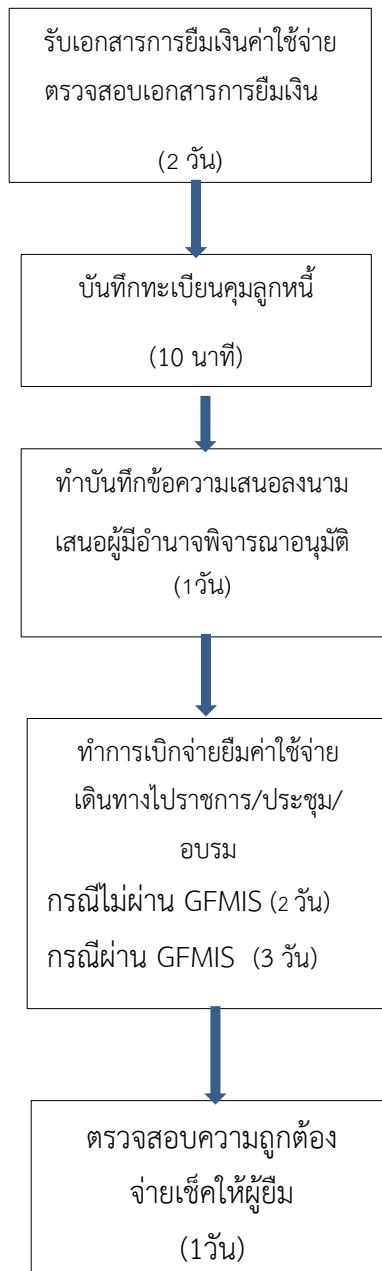 รับเอกสารการยืมเงินค่าใช้จ่าย
ตรวจสอบเอกสารการยืมเงิน
(2 วัน)
บันทึกทะเบียนคุมลูกหนี้
(10 นาที)
ทำบันทึกข้อความเสนอลงนาม
เสนอผู้มีอำนาจพิจารณาอนุมัติ
(1วัน)
ทำการเบิกจ่ายยืมค่าใช้จ่าย
เดินทางไปราชการ/ประชุม/
อบรม
กรณีไม่ผ่าน GFMIS (2 วัน)
กรณีผ่าน GFMIS (3 วัน)
ตรวจสอบความถูกต้อง
จ่ายเช็คให้ผู้ยืม
(1วัน)